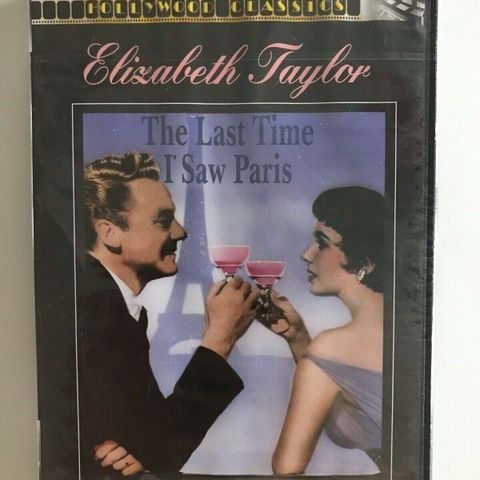 HOLLYWOOD CLASSICS
Elizabeth Taylor
The Last Time
I Saw Paris